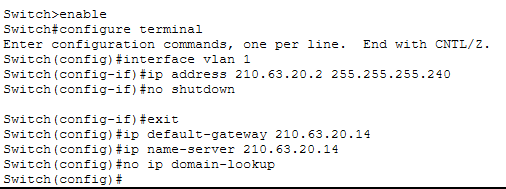 Switch>enable
Switch#configure terminal
Enter configuration commands, one per line.  End with CNTL/Z.
Switch(config)#interface vlan 1
Switch(config-if)#ip address 210.63.20.2 255.255.255.240
Switch(config-if)#no shutdown

Switch(config-if)#exit
Switch(config)#ip default-gateway 210.63.20.14
Switch(config)#ip name-server 210.63.20.14
Switch(config)#no ip domain-lookup
Switch(config)#